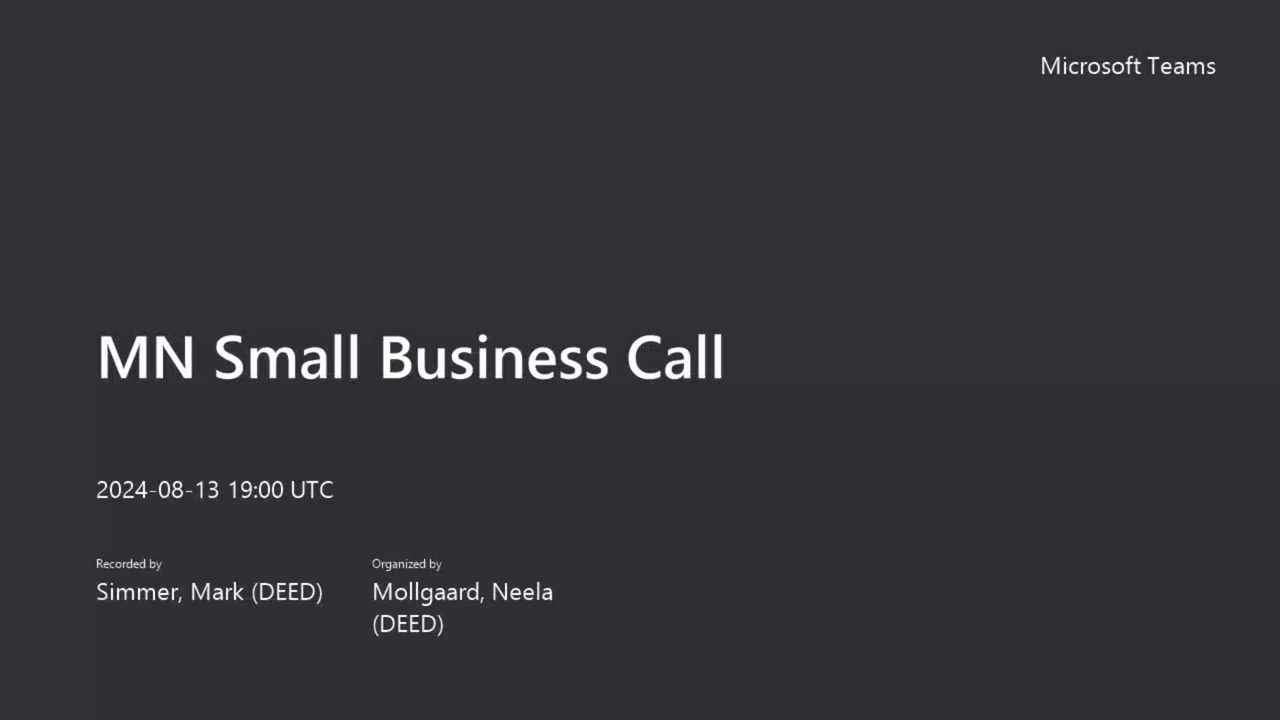 Microsoft Teams
MN Small Business Call
2024-08-13 19:00 UTC
Recorded by
Simmer, Mark (DEED)
Organized by
Mollgaard, Neela
(DEED)